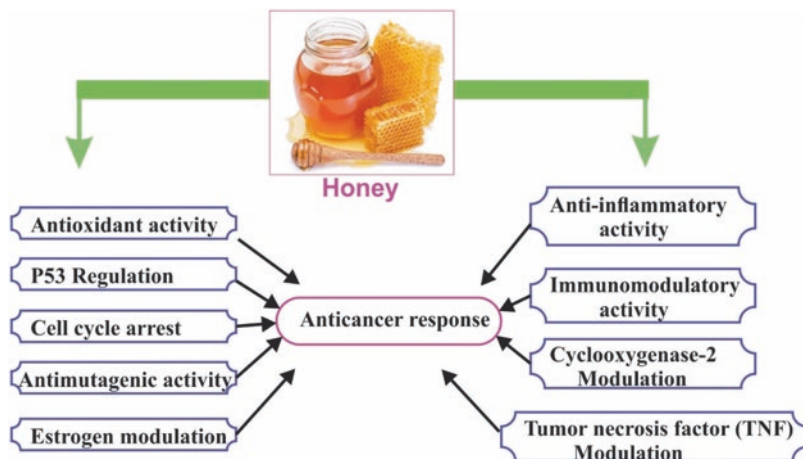 Honey
Antioxidant activity
P53 Regulation
Cell cycle arrest
Antimutagenic activity
Estrogen modulation
Anticancer response
Anti-inflammatory
activity
Immunomodulatory
activity
Cyclooxygenase-2
Modulation
Tumor necrosis factor (TNF)
Modulation